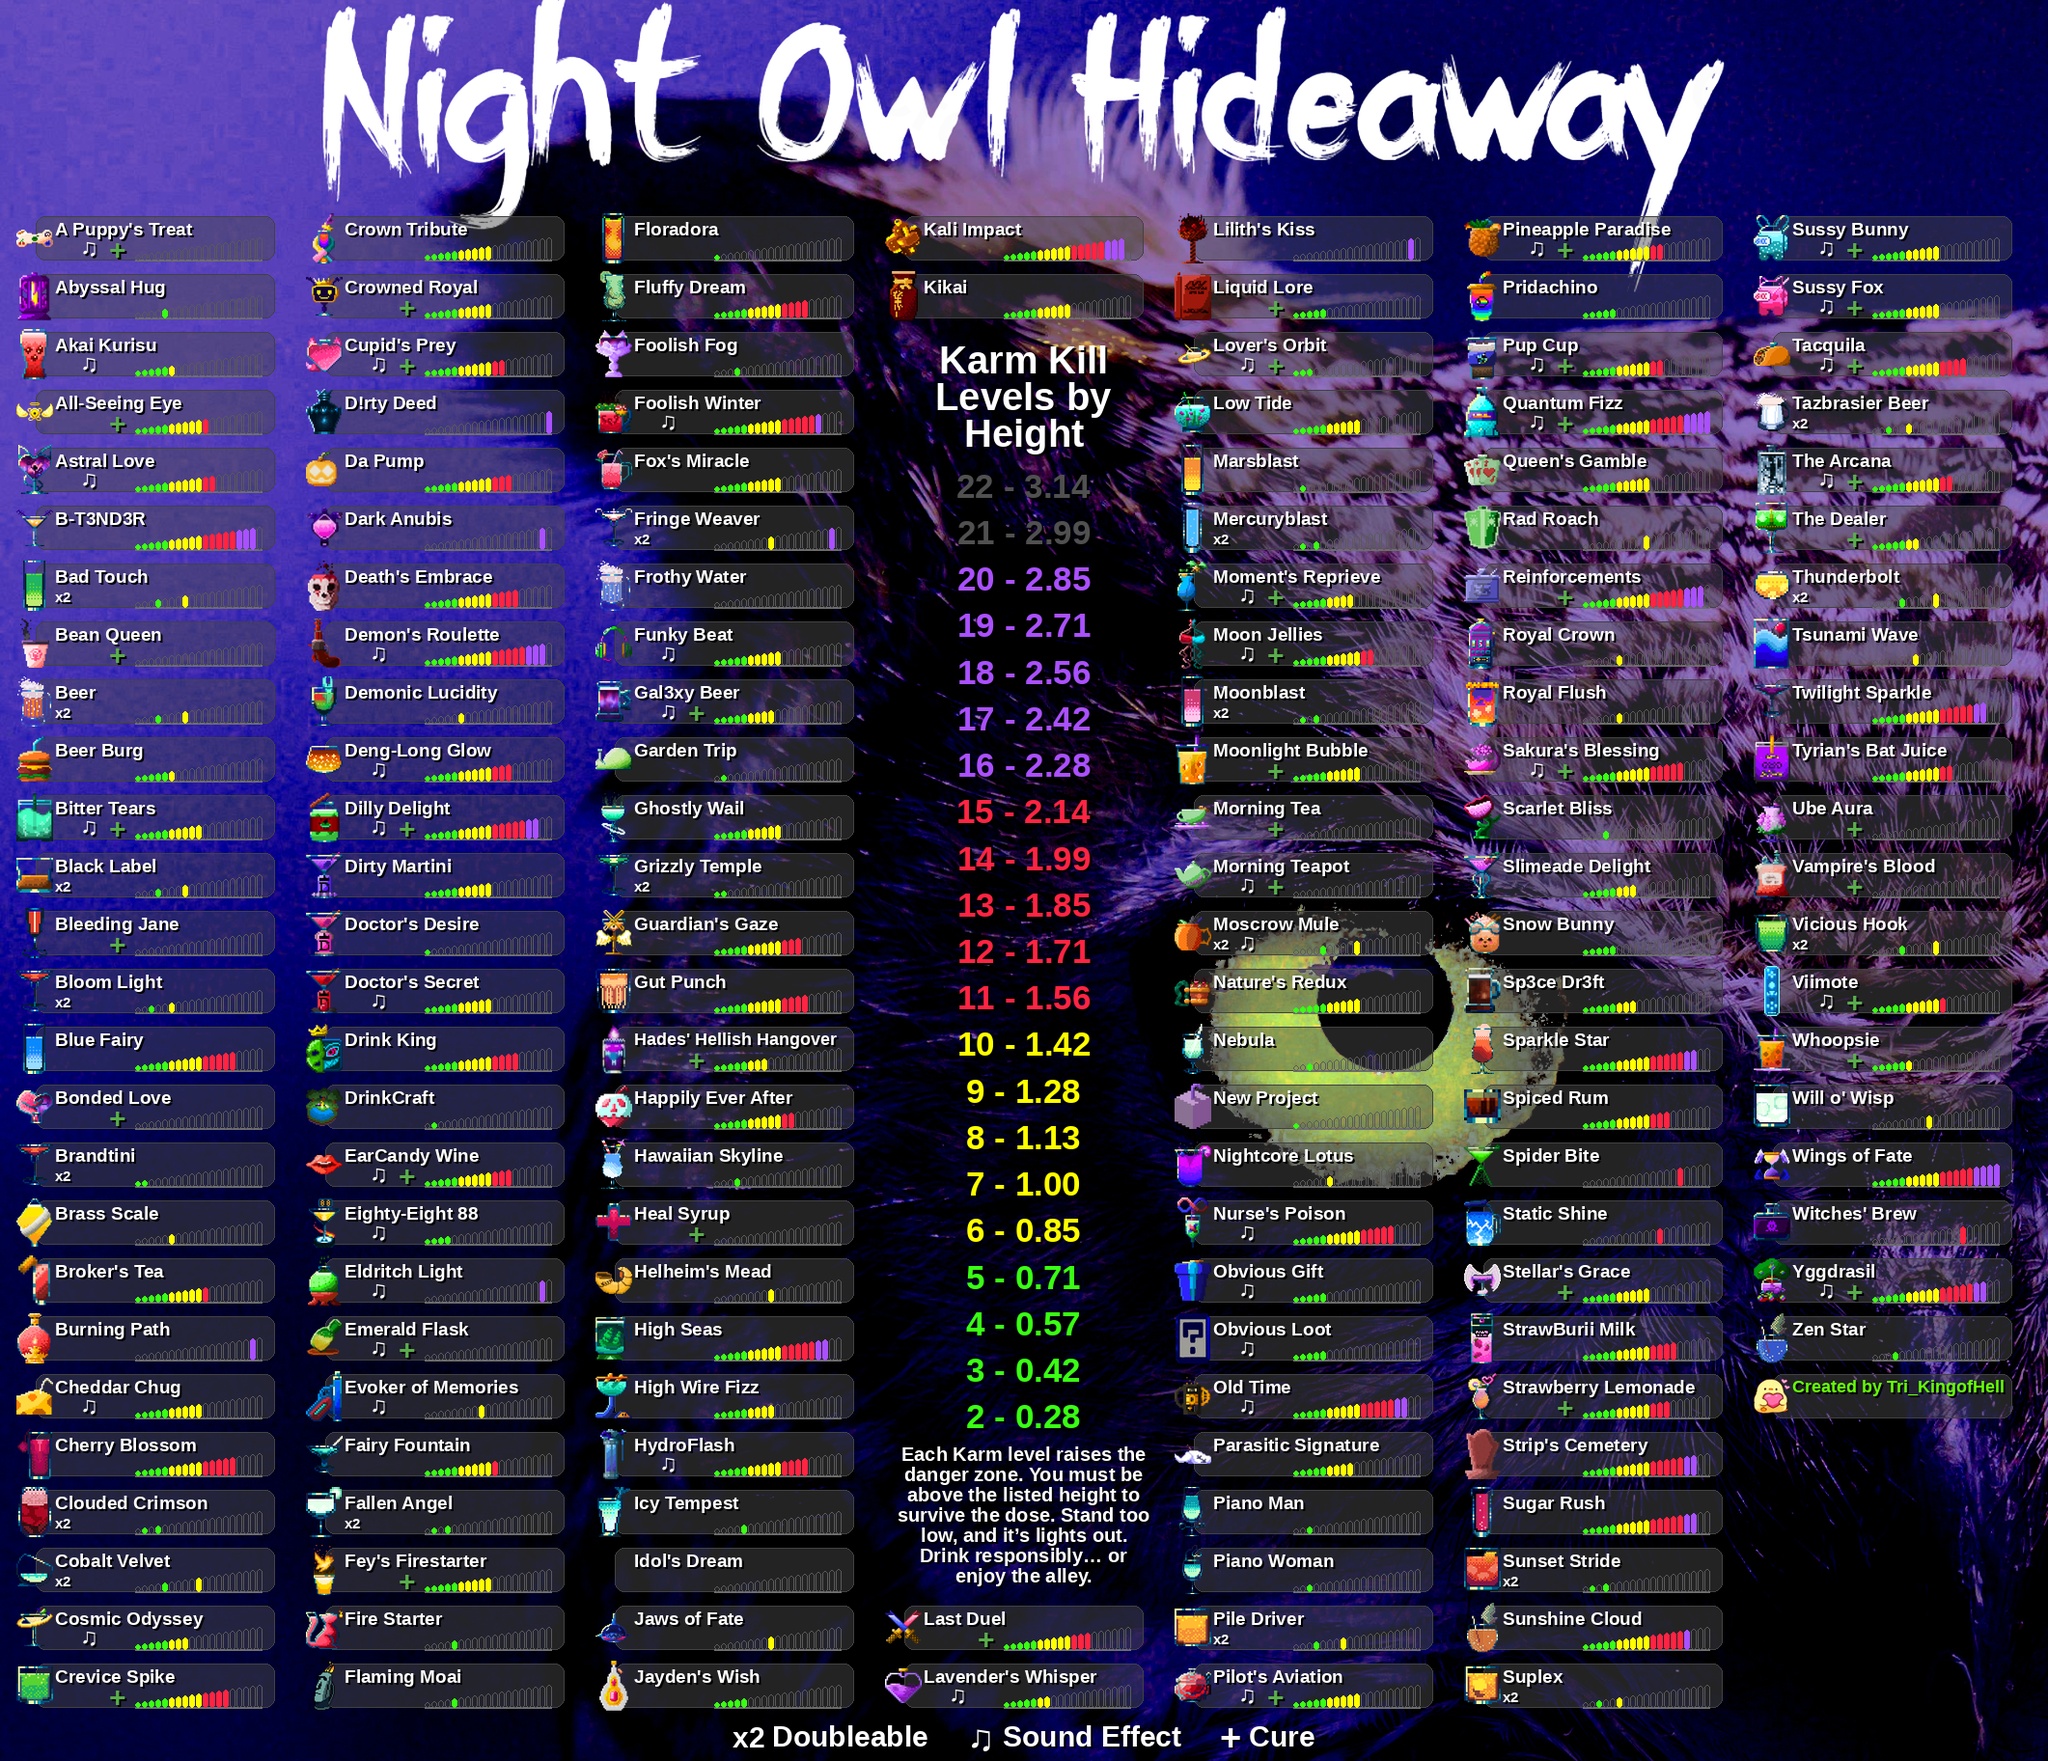 Night Owl Hideaway
A Puppy's Treat
♫ +
Abyssal Hug
Akai Kurisu
♫
All-Seeing Eye
+
Astral Love
♫
B-T3ND3R
Bad Touch
x2
Bean Queen
+
Beer
x2
Beer Burg
Bitter Tears
♫ +
Black Label
x2
Bleeding Jane
+
Bloom Light
x2
Blue Fairy
Bonded Love
+
Brandtini
x2
Brass Scale
Broker's Tea
Burning Path
Cheddar Chug
♫
Cherry Blossom
Clouded Crimson
x2
Cobalt Velvet
x2
Cosmic Odyssey
♫
Crevice Spike
+
Crown Tribute
Crowned Royal
+
Cupid's Prey
♫ +
D!rty Deed
Da Pump
Dark Anubis
Death's Embrace
Demon's Roulette
♫
Demonic Lucidity
Deng-Long Glow
♫
Dilly Delight
♫ +
Dirty Martini
Doctor's Desire
Doctor's Secret
♫
Drink King
DrinkCraft
EarCandy Wine
♫ +
Eighty-Eight 88
♫
Eldritch Light
♫
Emerald Flask
♫ +
Evoker of Memories
♫
Fairy Fountain
Fallen Angel
x2
Fey's Firestarter
+
Fire Starter
Flaming Moai
Floradora
Fluffy Dream
Foolish Fog
Foolish Winter
♫
Fox's Miracle
Fringe Weaver
x2
Frothy Water
Funky Beat
♫
Gal3xy Beer
♫ +
Garden Trip
Ghostly Wail
Grizzly Temple
x2
Guardian's Gaze
Gut Punch
Hades' Hellish Hangover
+
Happily Ever After
Hawaiian Skyline
Heal Syrup
+
Helheim's Mead
High Seas
High Wire Fizz
HydroFlash
♫
Icy Tempest
Idol's Dream
Jaws of Fate
Jayden's Wish
Kali Impact
Kikai
Karm Kill
Levels by
Height
22 - 3.14
21 - 2.99
20 - 2.85
19 - 2.71
18 - 2.56
17 - 2.42
16 - 2.28
15 - 2.14
14 - 1.99
13 - 1.85
12 - 1.71
11 - 1.56
10 - 1.42
9 - 1.28
8 - 1.13
7 - 1.00
6 - 0.85
5 - 0.71
4 - 0.57
3 - 0.42
2 - 0.28
Each Karm level raises the
danger zone. You must be
above the listed height to
survive the dose. Stand too
low, and it's lights out.
Drink responsibly… or
enjoy the alley.
Last Duel
+
Lavender's Whisper
♫
Lilith's Kiss
Liquid Lore
+
Lover's Orbit
♫ +
Low Tide
Marsblast
Mercuryblast
x2
Moment's Reprieve
♫ +
Moon Jellies
♫ +
Moonblast
x2
Moonlight Bubble
+
Morning Tea
+
Morning Teapot
♫ +
Moscrow Mule
x2 ♫
Nature's Redux
Nebula
New Project
Nightcore Lotus
Nurse's Poison
♫
Obvious Gift
♫
Obvious Loot
♫
Old Time
♫
Parasitic Signature
Piano Man
Piano Woman
Pile Driver
x2
Pilot's Aviation
♫ +
Pineapple Paradise
♫ +
Pridachino
Pup Cup
♫ +
Quantum Fizz
♫ +
Queen's Gamble
Rad Roach
Reinforcements
+
Royal Crown
Royal Flush
Sakura's Blessing
♫ +
Scarlet Bliss
Slimeade Delight
Snow Bunny
Sp3ce Dr3ft
Sparkle Star
Spiced Rum
Spider Bite
Static Shine
Stellar's Grace
+
StrawBurii Milk
Strawberry Lemonade
+
Strip's Cemetery
Sugar Rush
Sunset Stride
x2
Sunshine Cloud
Suplex
x2
Sussy Bunny
♫ +
Sussy Fox
♫ +
Tacquila
♫ +
Tazbrasier Beer
x2
The Arcana
♫ +
The Dealer
+
Thunderbolt
x2
Tsunami Wave
Twilight Sparkle
Tyrian's Bat Juice
Ube Aura
+
Vampire's Blood
+
Vicious Hook
x2
Viimote
♫ +
Whoopsie
+
Will o' Wisp
Wings of Fate
Witches' Brew
Yggdrasil
♫ +
Zen Star
Created by Tri_KingofHell
x2 Doubleable ♫ Sound Effect + Cure